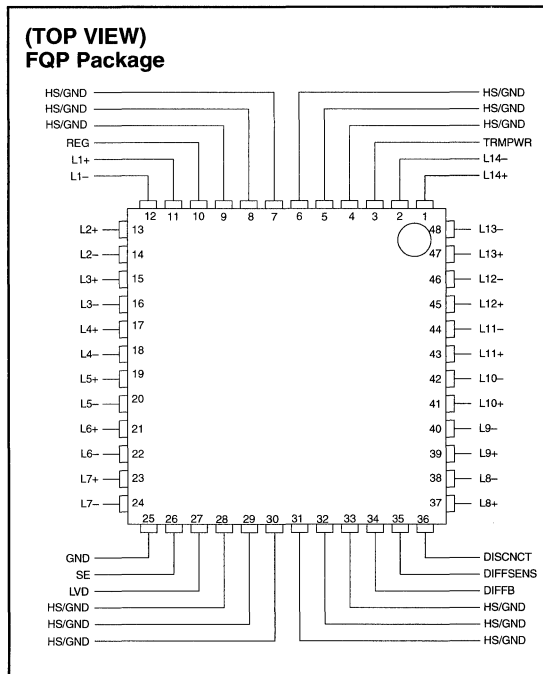 (TOP VIEW)
FQP Package
HS/GND
HS/GND
HS/GND
REG
L1+
L1–
HS/GND
HS/GND
HS/GND
TRMPWR
L14–
L14+
12 11 10 9 8 7 6 5 4 3 2 1
L2+ 13
L2– 14
L3+ 15
L3– 16
L4+ 17
L4– 18
L5+ 19
L5– 20
L6+ 21
L6– 22
L7+ 23
L7– 24
48 L13–
47 L13+
46 L12–
45 L12+
44 L11–
43 L11+
42 L10–
41 L10+
40 L9–
39 L9+
38 L8–
37 L8+
25 26 27 28 29 30 31 32 33 34 35 36
GND
SE
LVD
HS/GND
HS/GND
HS/GND
DISCNCT
DIFFSENS
DIFFB
HS/GND
HS/GND
HS/GND